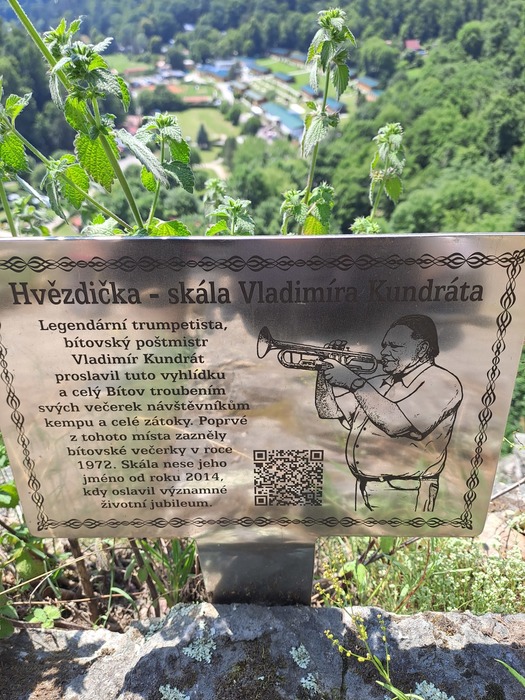 Hvězdička - skála Vladimíra Kundráta
Legendární trumpetista,
bítovský poštmistr
Vladimír Kundrát
proslavil tuto vyhlídku
a celý Bítov troubením
svých večerek návštěvníkům
kempu a celé zátoky. Poprvé
z tohoto místa zazněly
bítovské večerky v roce
1972. Skála nese jeho
jméno od roku 2014,
kdy oslavil významné
životní jubileum.